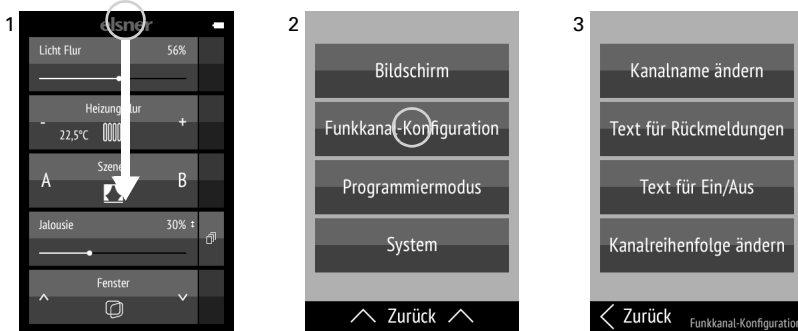 1
elsner
Licht Flur 56%
Heizung Flur
- 22,5°C +
Szene
A B
Jalousie 30%
Fenster
2
Bildschirm
Funkkanal-Konfiguration
Programmiermodus
System
Zurück
3
Kanalname ändern
Text für Rückmeldungen
Text für Ein/Aus
Kanalreihenfolge ändern
Zurück Funkkanal-Konfiguration